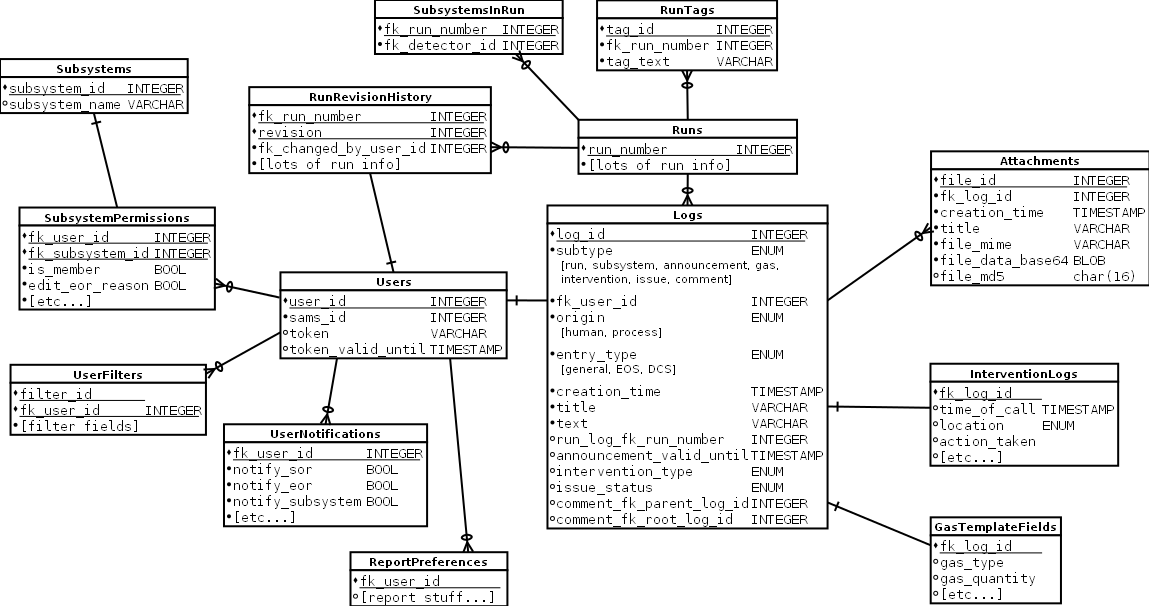 SubsystemsInRun
fk_run_number INTEGER
fk_detector_id INTEGER
RunTags
tag_id INTEGER
fk_run_number INTEGER
tag_text VARCHAR
Subsystems
subsystem_id INTEGER
subsystem_name VARCHAR
RunRevisionHistory
fk_run_number INTEGER
revision INTEGER
fk_changed_by_user_id INTEGER
[lots of run info]
Runs
run_number INTEGER
[lots of run info]
Attachments
file_id INTEGER
fk_log_id INTEGER
creation_time TIMESTAMP
title VARCHAR
file_mime VARCHAR
file_data_base64 BLOB
file_md5 char(16)
SubsystemPermissions
fk_user_id INTEGER
fk_subsystem_id INTEGER
is_member BOOL
edit_eor_reason BOOL
[etc...]
Logs
log_id INTEGER
subtype ENUM
[run, subsystem, announcement, gas,
intervention, issue, comment]
fk_user_id INTEGER
origin ENUM
[human, process]
entry_type ENUM
[general, EOS, DCS]
creation_time TIMESTAMP
title VARCHAR
text VARCHAR
run_log_fk_run_number INTEGER
announcement_valid_until TIMESTAMP
intervention_type ENUM
issue_status ENUM
comment_fk_parent_log_id INTEGER
comment_fk_root_log_id INTEGER
Users
user_id INTEGER
sams_id INTEGER
token VARCHAR
token_valid_until TIMESTAMP
UserFilters
filter_id
fk_user_id INTEGER
[filter fields]
InterventionLogs
fk_log_id
time_of_call TIMESTAMP
location ENUM
action_taken
[etc...]
UserNotifications
fk_user_id INTEGER
notify_sor BOOL
notify_eor BOOL
notify_subsystem BOOL
[etc...]
GasTemplateFields
fk_log_id
gas_type
gas_quantity
[etc...]
ReportPreferences
fk_user_id
[report stuff...]